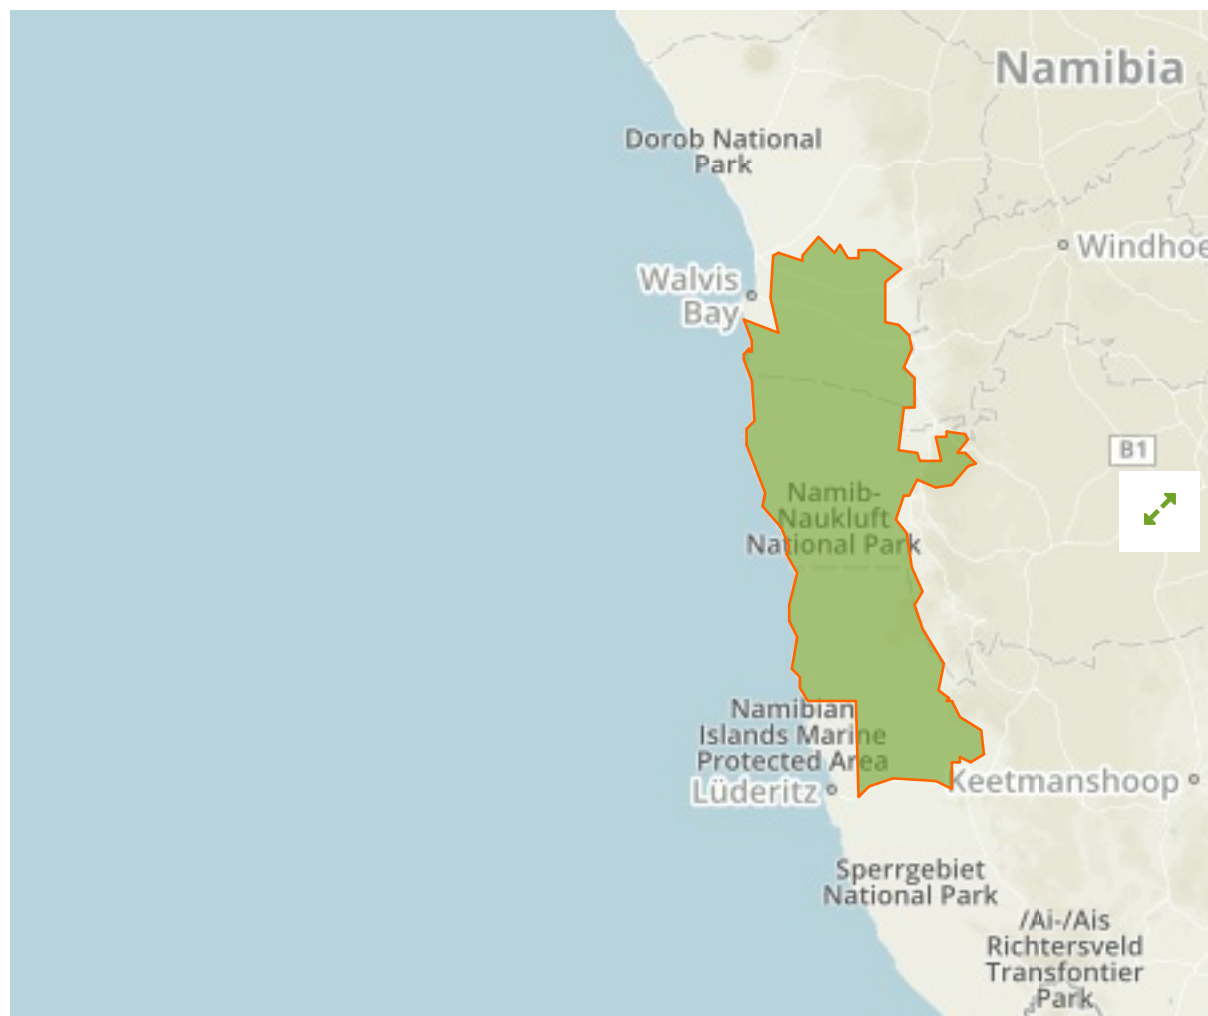 Namibia
Dorob National
Park
Windhoe
Walvis
Bay
B1
Namib-
Naukluft
National Park
Namibian
Islands Marine
Protected Area
Lüderitz
Keetmanshoop
Sperrgebiet
National Park
/Ai-/Ais
Richtersveld
Transfontier
Park